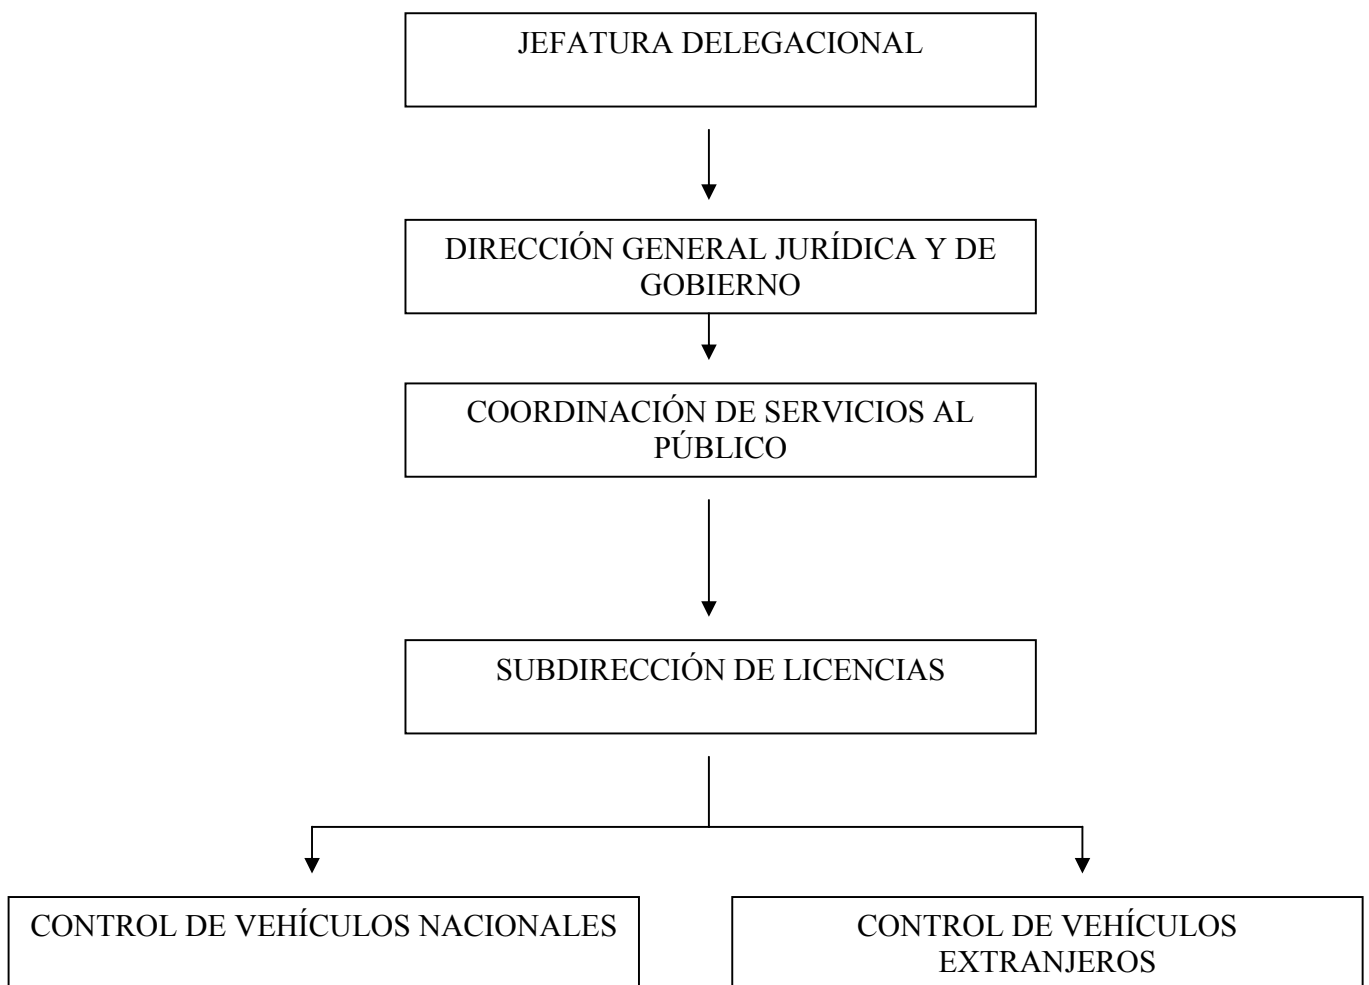 JEFATURA DELEGACIONAL
DIRECCIÓN GENERAL JURÍDICA Y DE
GOBIERNO
COORDINACIÓN DE SERVICIOS AL
PÚBLICO
SUBDIRECCIÓN DE LICENCIAS
CONTROL DE VEHÍCULOS NACIONALES
CONTROL DE VEHÍCULOS
EXTRANJEROS